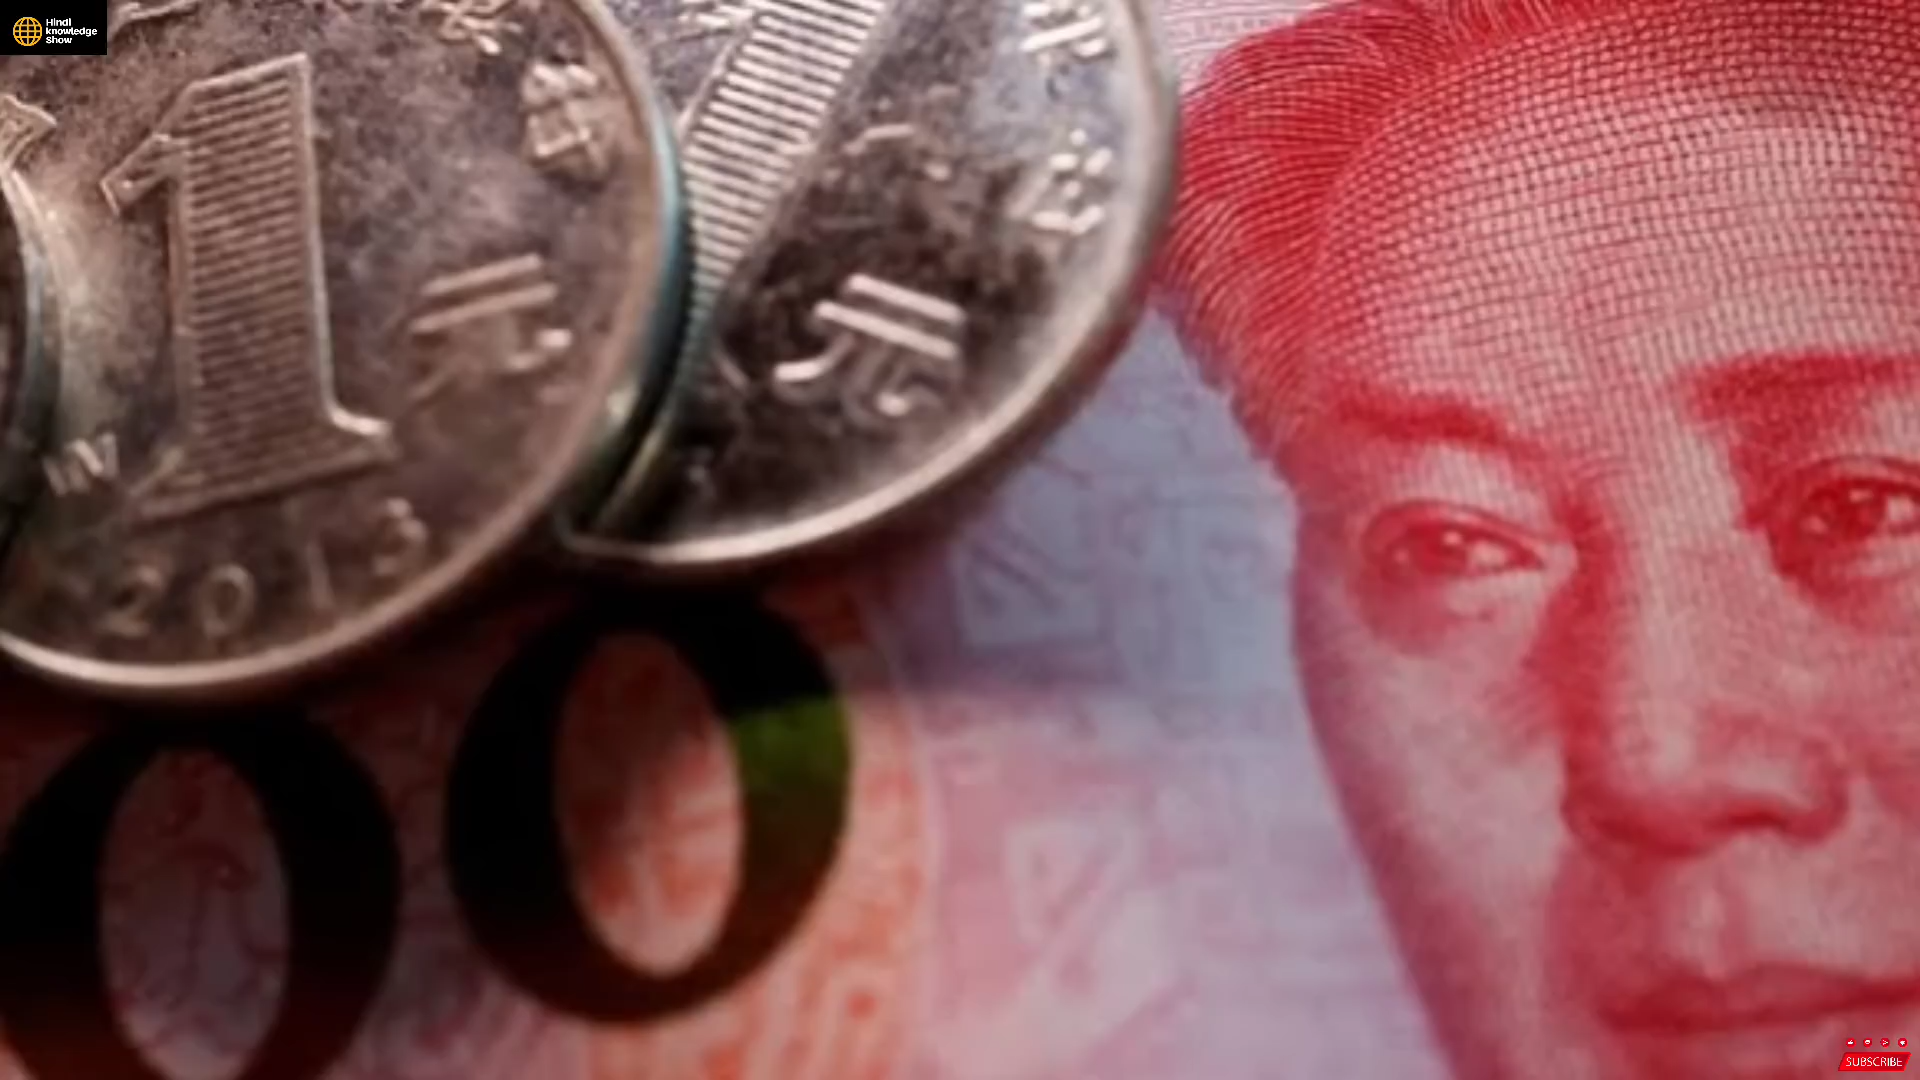 Hindi
knowledge
Show
1
元
元
2013
00
SUBSCRIBE